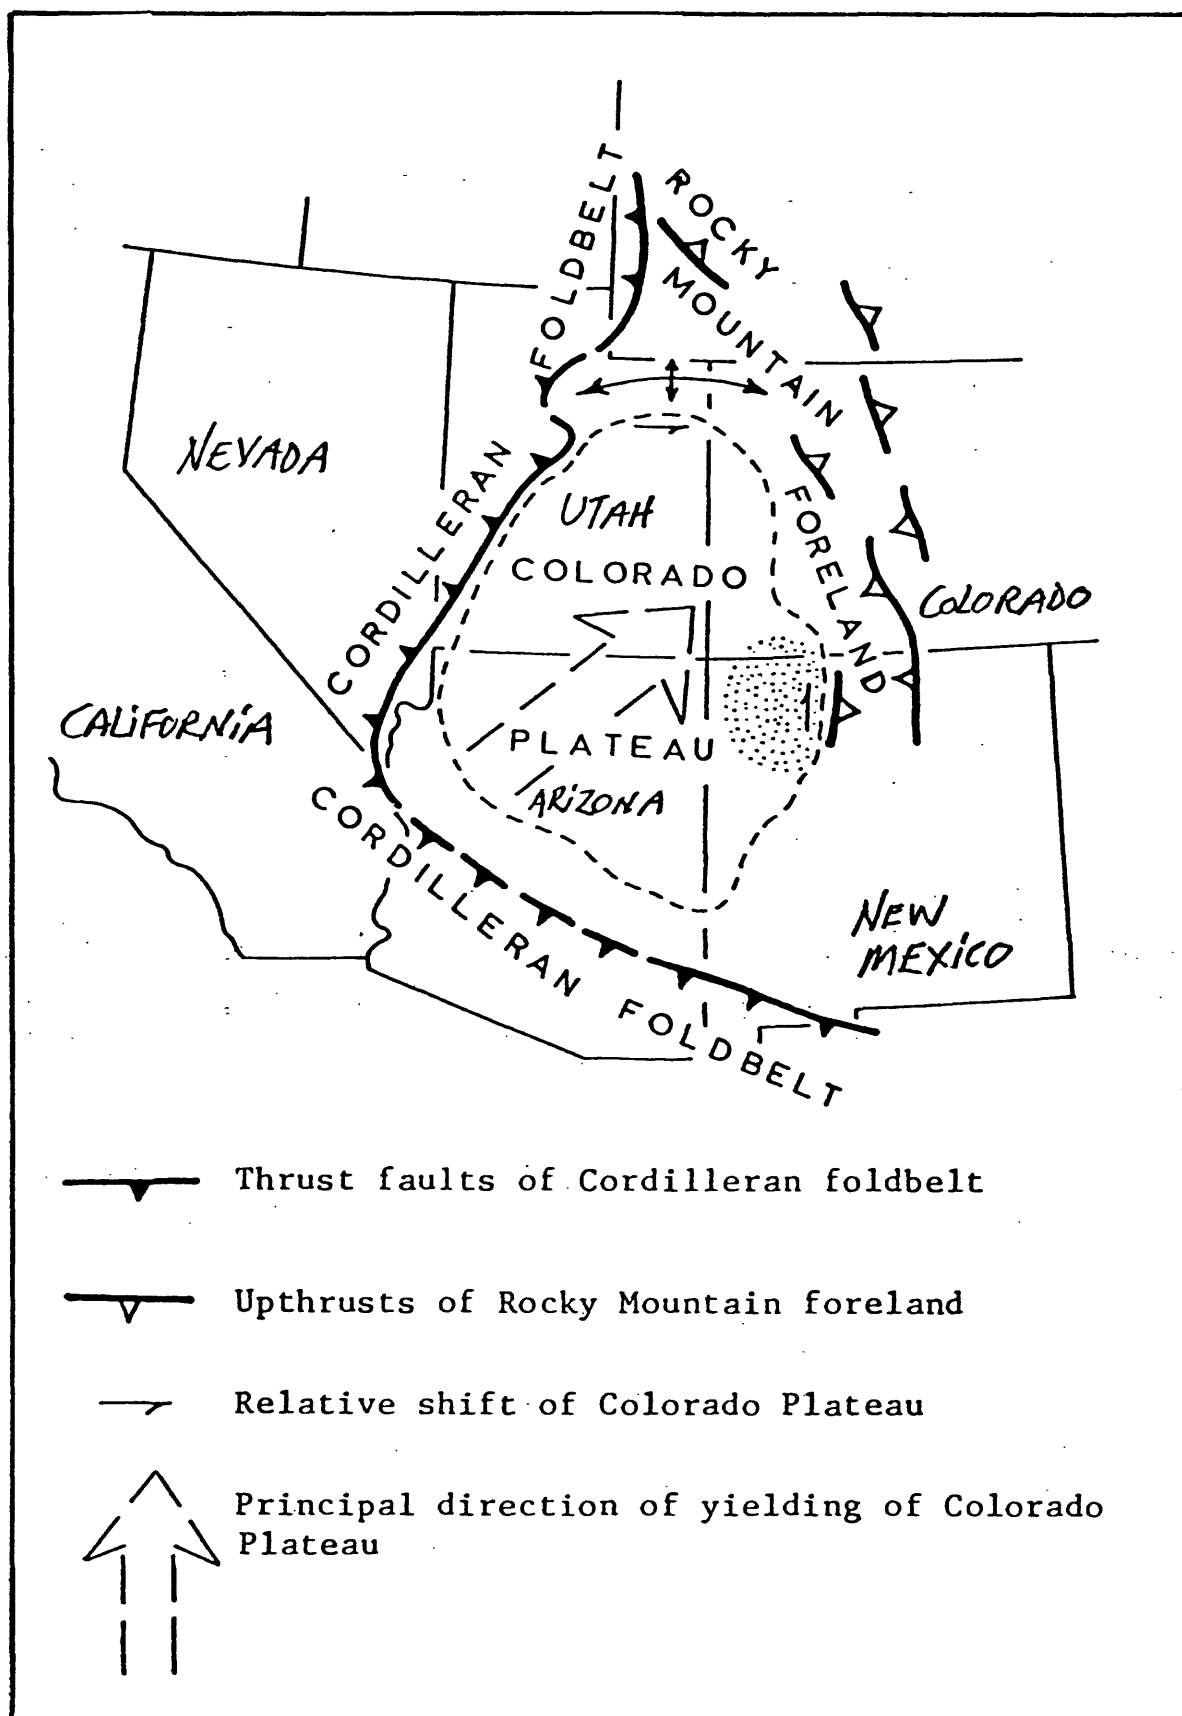 ROCKY
MOUNTAIN
FORELAND
CORDILLERAN FOLDBELT
NEVADA
UTAH
COLORADO
PLATEAU
COLORADO
CALIFORNIA
ARIZONA
CORDILLERAN FOLDBELT
NEW
MEXICO
Thrust faults of Cordilleran foldbelt
Upthrusts of Rocky Mountain foreland
Relative shift of Colorado Plateau
Principal direction of yielding of Colorado
Plateau